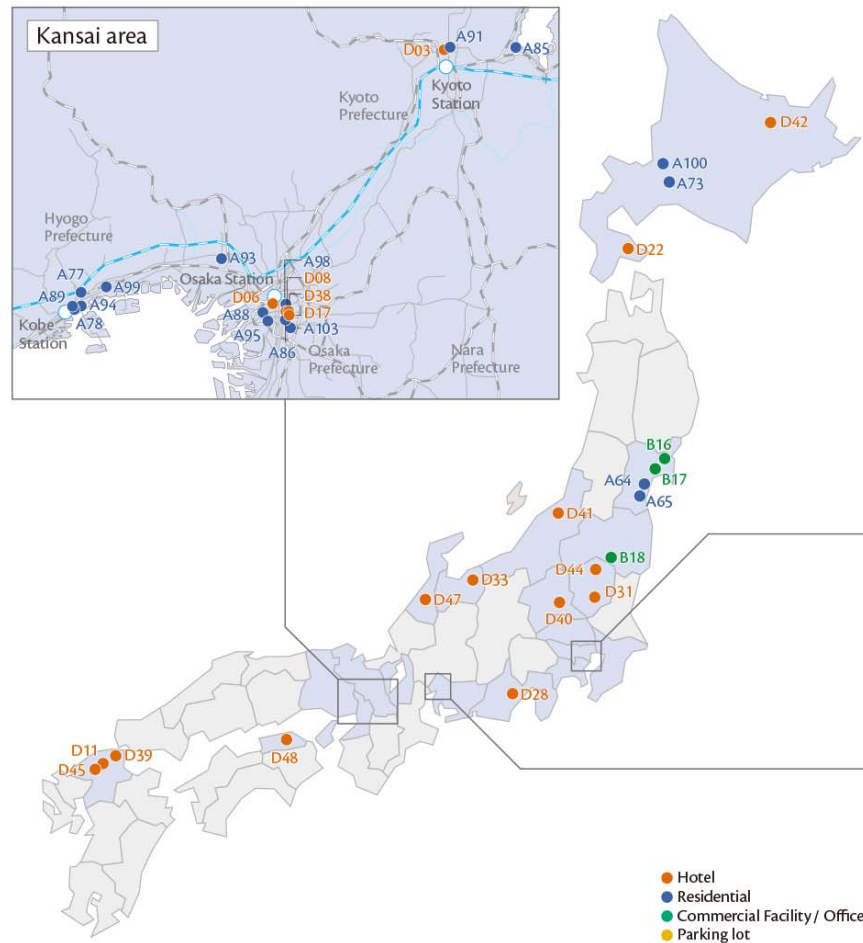 Kansai area
A91
D03
A85
Kyoto
Station
Kyoto
Prefecture
Hyogo
Prefecture
A93
A98
Osaka Station
D08
A77
A99
D38
D06
A89
A94
A88
D17
Kobe
Station
A78
A95
A103
A86
Osaka
Prefecture
Nara
Prefecture
D42
A100
A73
D22
B16
B17
A64
A65
D41
B18
D44
D33
D31
D47
D40
D28
D11
D39
D45
D48
Hotel
Residential
Commercial Facility / Office
Parking lot